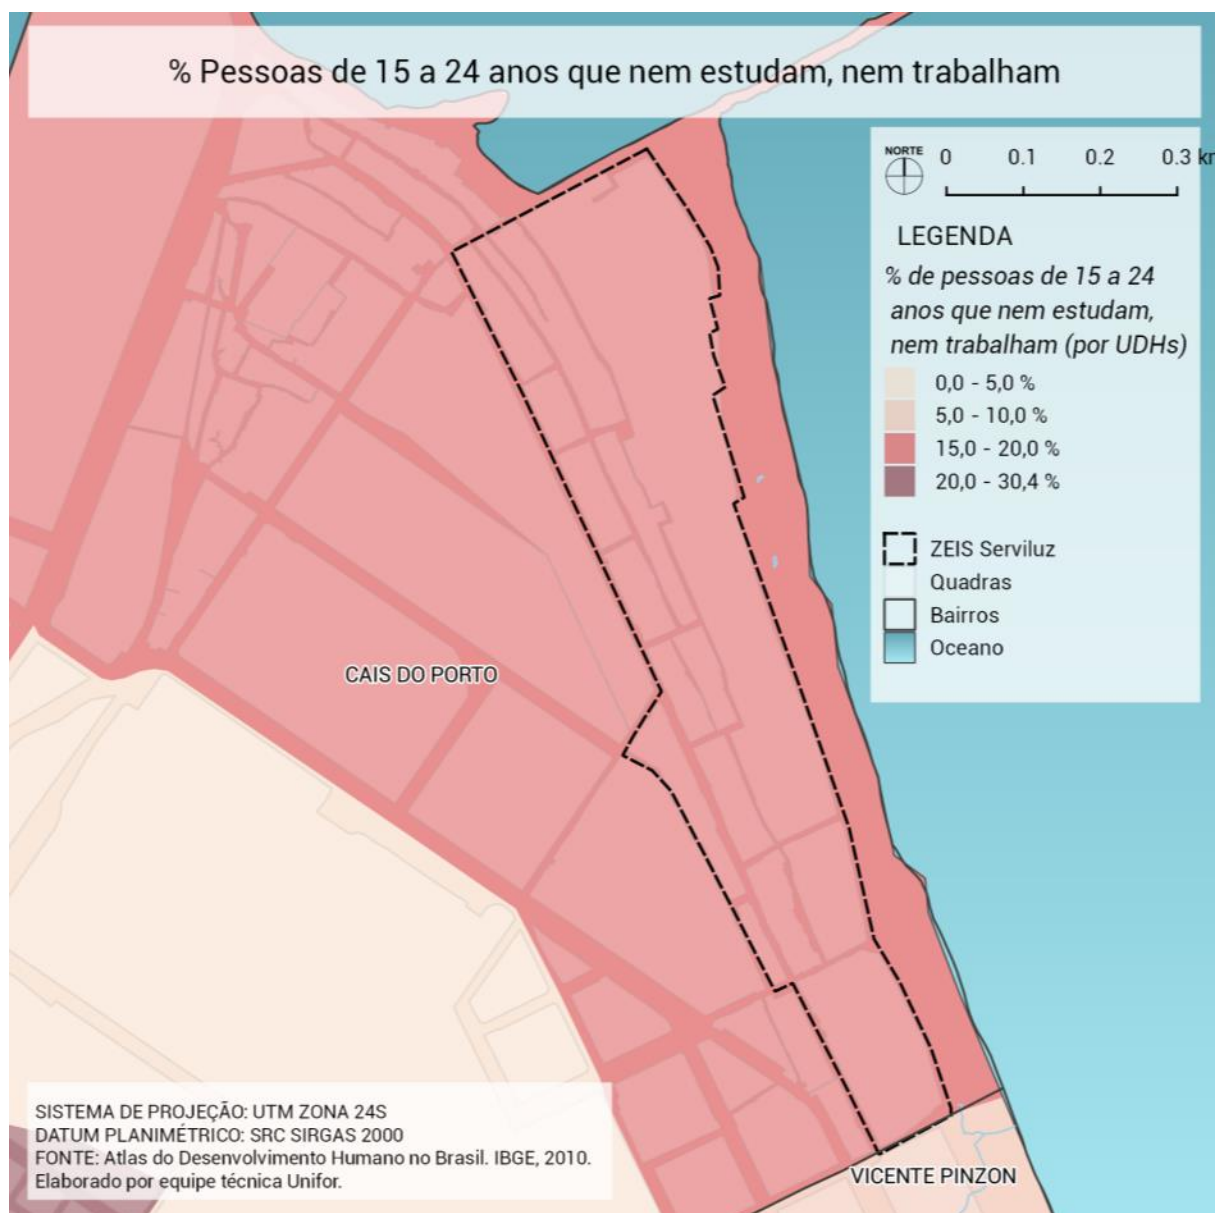 % Pessoas de 15 a 24 anos que nem estudam, nem trabalham
NORTE
0 0.1 0.2 0.3 km
LEGENDA
% de pessoas de 15 a 24
anos que nem estudam,
nem trabalham (por UDHs)
0,0 - 5,0 %
5,0 - 10,0 %
15,0 - 20,0 %
20,0 - 30,4 %
ZEIS Serviluz
Quadras
Bairros
Oceano
CAIS DO PORTO
VICENTE PINZON
SISTEMA DE PROJEÇÃO: UTM ZONA 24S
DATUM PLANIMÉTRICO: SRC SIRGAS 2000
FONTE: Atlas do Desenvolvimento Humano no Brasil. IBGE, 2010.
Elaborado por equipe técnica Unifor.